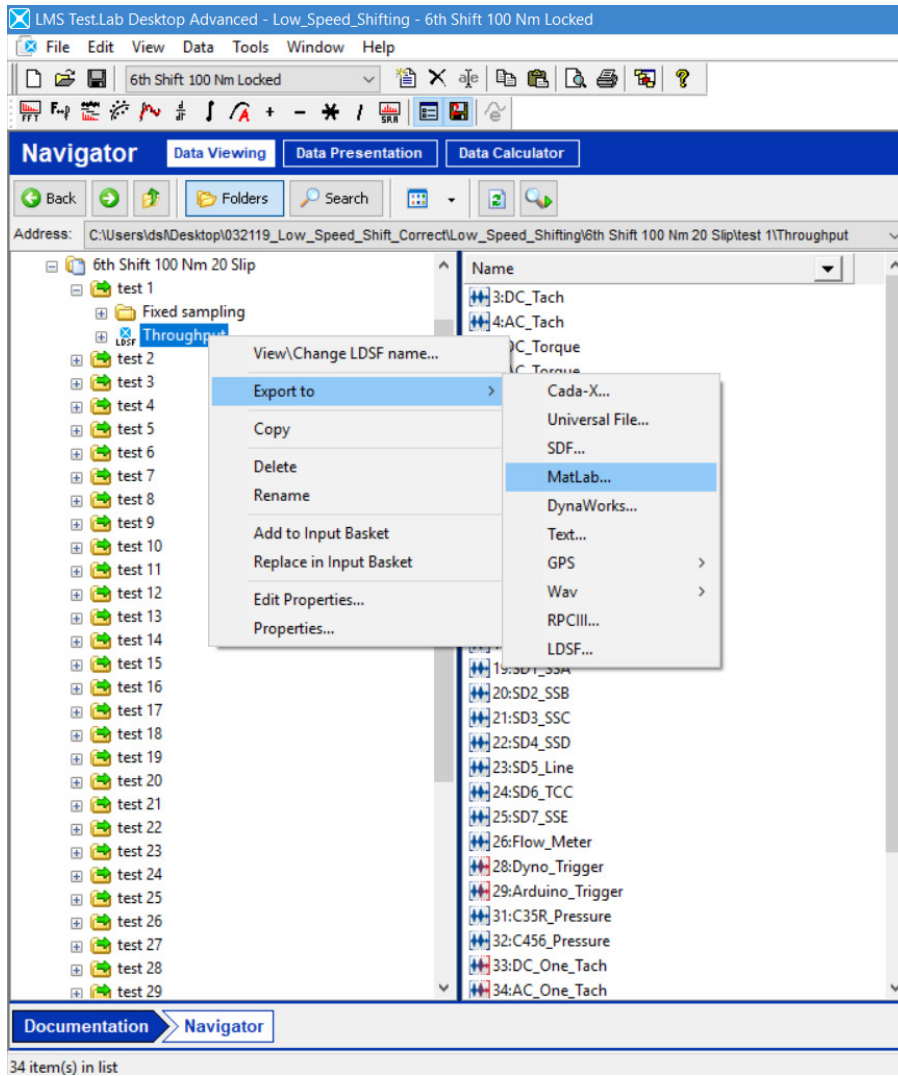 LMS Test.Lab Desktop Advanced - Low_Speed_Shifting - 6th Shift 100 Nm Locked
File Edit View Data Tools Window Help
6th Shift 100 Nm Locked
Navigator Data Viewing Data Presentation Data Calculator
Back Folders Search
Address: C:\Users\dsl\Desktop\032119_Low_Speed_Shift_Correct\Low_Speed_Shifting\6th Shift 100 Nm 20 Slip\test 1\Throughput
6th Shift 100 Nm 20 Slip
test 1
Fixed sampling
LDSF Throughput
test 2
test 3
test 4
test 5
test 6
test 7
test 8
test 9
test 10
test 11
test 12
test 13
test 14
test 15
test 16
test 17
test 18
test 19
test 20
test 21
test 22
test 23
test 24
test 25
test 26
test 27
test 28
test 29
View\Change LDSF name...
Export to
Copy
Delete
Rename
Add to Input Basket
Replace in Input Basket
Edit Properties...
Properties...
Cada-X...
Universal File...
SDF...
MatLab...
DynaWorks...
Text...
GPS
Wav
RPCIII...
LDSF...
Name
3:DC_Tach
4:AC_Tach
DC_Torque
AC_Torque
19:SD1_SSA
20:SD2_SSB
21:SD3_SSC
22:SD4_SSD
23:SD5_Line
24:SD6_TCC
25:SD7_SSE
26:Flow_Meter
28:Dyno_Trigger
29:Arduino_Trigger
31:C35R_Pressure
32:C456_Pressure
33:DC_One_Tach
34:AC_One_Tach
Documentation Navigator
34 item(s) in list